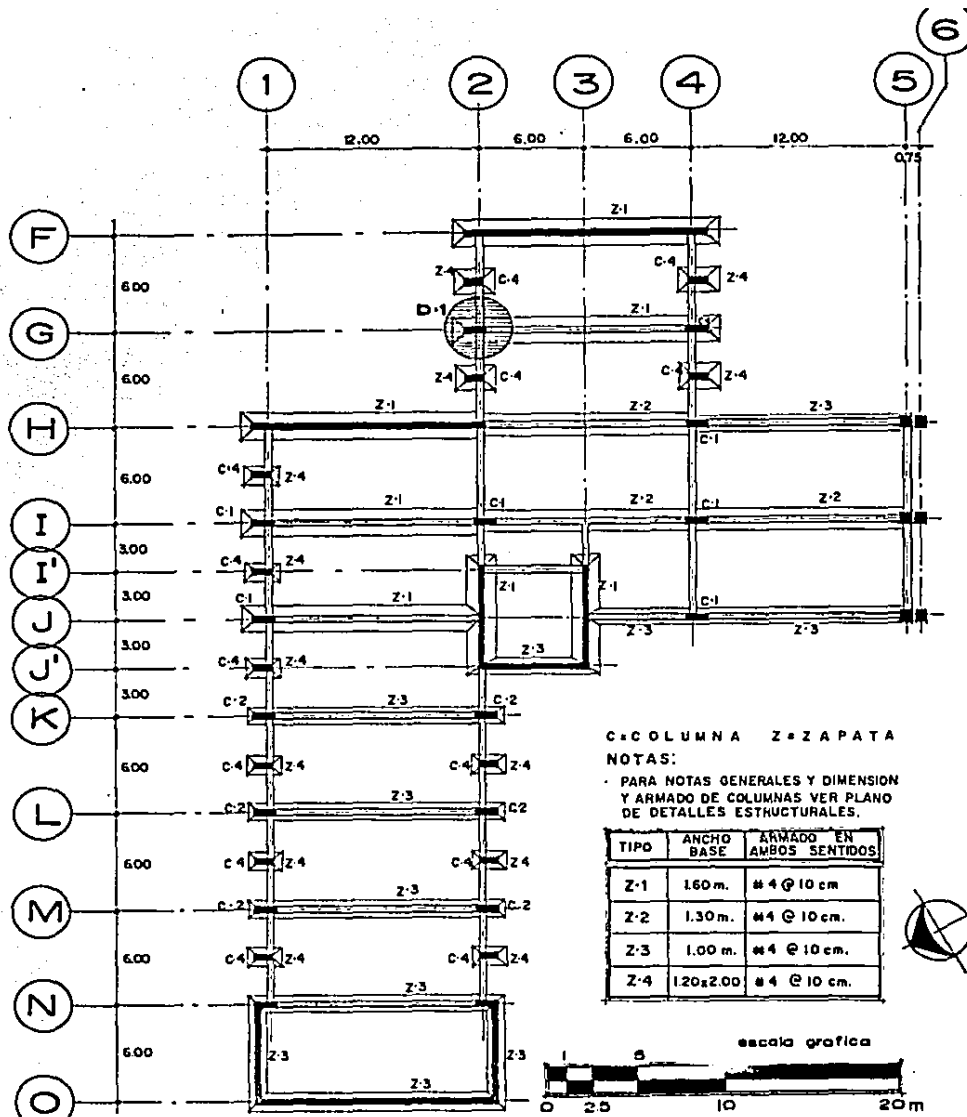 6
1 2 3 4 5
12.00 6.00 6.00 12.00
0.75
F
Z-1
6.00
Z-4 C-4 C-4 Z-4
D-1
G
Z-1
6.00
Z-4 C-4 C-4 Z-4
H
Z-1 Z-2 Z-3
C-1
6.00
C-4 Z-4
I
C-1 Z-1 C-1 Z-2 C-1 Z-2
3.00
I'
C-4 Z-4
Z-1 Z-1
3.00
J
C-1 Z-1 C-1
Z-3 Z-3
3.00
J'
C-4 Z-4
Z-3
3.00
K
C-2 Z-3 C-2
6.00
C-4 Z-4 C-4 Z-4
L
C-2 Z-3 C-2
6.00
C-4 Z-4 C-4 Z-4
M
C-2 Z-3 C-2
6.00
C-4 Z-4 C-4 Z-4
N
Z-3
6.00
Z-3 Z-3
Z-3
O
C=COLUMNA Z=ZAPATA
NOTAS:
- PARA NOTAS GENERALES Y DIMENSION
Y ARMADO DE COLUMNAS VER PLANO
DE DETALLES ESTRUCTURALES.
TIPO ANCHO BASE ARMADO EN AMBOS SENTIDOS
Z-1 1.60 m. #4 @ 10 cm
Z-2 1.30 m. #4 @ 10 cm.
Z-3 1.00 m. #4 @ 10 cm.
Z-4 1.20x2.00 #4 @ 10 cm.
escala grafica
1 5
0 2.5 10 20 m